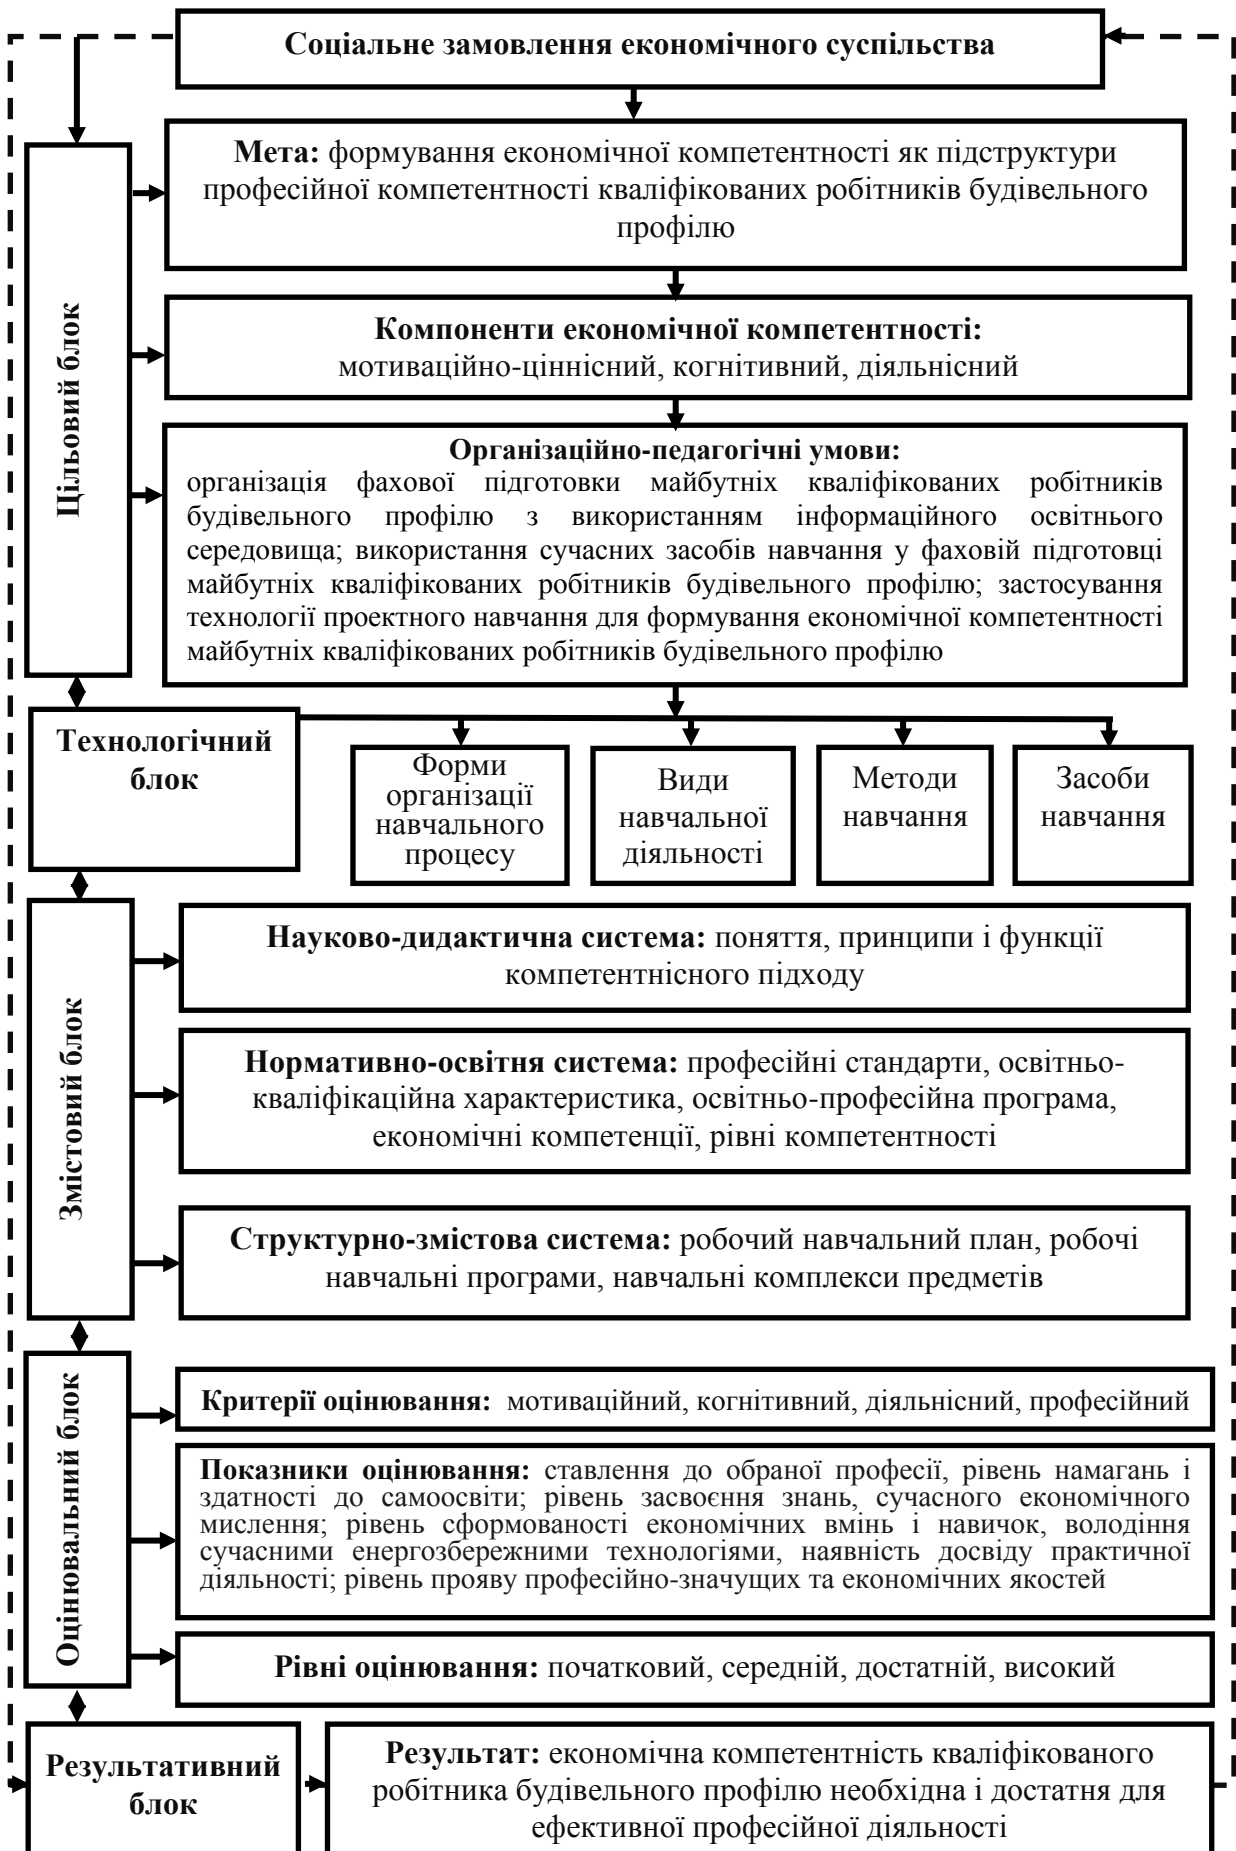 Соціальне замовлення економічного суспільства
Цільовий блок
Мета: формування економічної компетентності як підструктури
професійної компетентності кваліфікованих робітників будівельного
профілю
Компоненти економічної компетентності:
мотиваційно-ціннісний, когнітивний, діяльнісний
Організаційно-педагогічні умови:
організація фахової підготовки майбутніх кваліфікованих робітників
будівельного профілю з використанням інформаційного освітнього
середовища; використання сучасних засобів навчання у фаховій підготовці
майбутніх кваліфікованих робітників будівельного профілю; застосування
технології проектного навчання для формування економічної компетентності
майбутніх кваліфікованих робітників будівельного профілю
Технологічний
блок
Форми
організації
навчального
процесу
Види
навчальної
діяльності
Методи
навчання
Засоби
навчання
Змістовий блок
Науково-дидактична система: поняття, принципи і функції
компетентнісного підходу
Нормативно-освітня система: професійні стандарти, освітньо-
кваліфікаційна характеристика, освітньо-професійна програма,
економічні компетенції, рівні компетентності
Структурно-змістова система: робочий навчальний план, робочі
навчальні програми, навчальні комплекси предметів
Оцінювальний блок
Критерії оцінювання: мотиваційний, когнітивний, діяльнісний, професійний
Показники оцінювання: ставлення до обраної професії, рівень намагань і
здатності до самоосвіти; рівень засвоєння знань, сучасного економічного
мислення; рівень сформованості економічних вмінь і навичок, володіння
сучасними енергозбережними технологіями, наявність досвіду практичної
діяльності; рівень прояву професійно-значущих та економічних якостей
Рівні оцінювання: початковий, середній, достатній, високий
Результативний
блок
Результат: економічна компетентність кваліфікованого
робітника будівельного профілю необхідна і достатня для
ефективної професійної діяльності